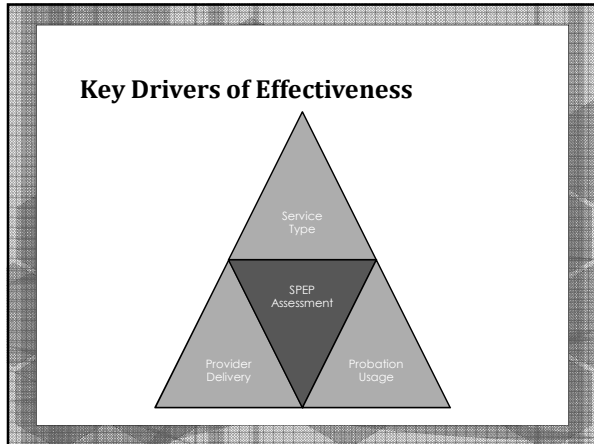 Key Drivers of Effectiveness
Service
Type
SPEP
Assessment
Provider
Delivery
Probation
Usage